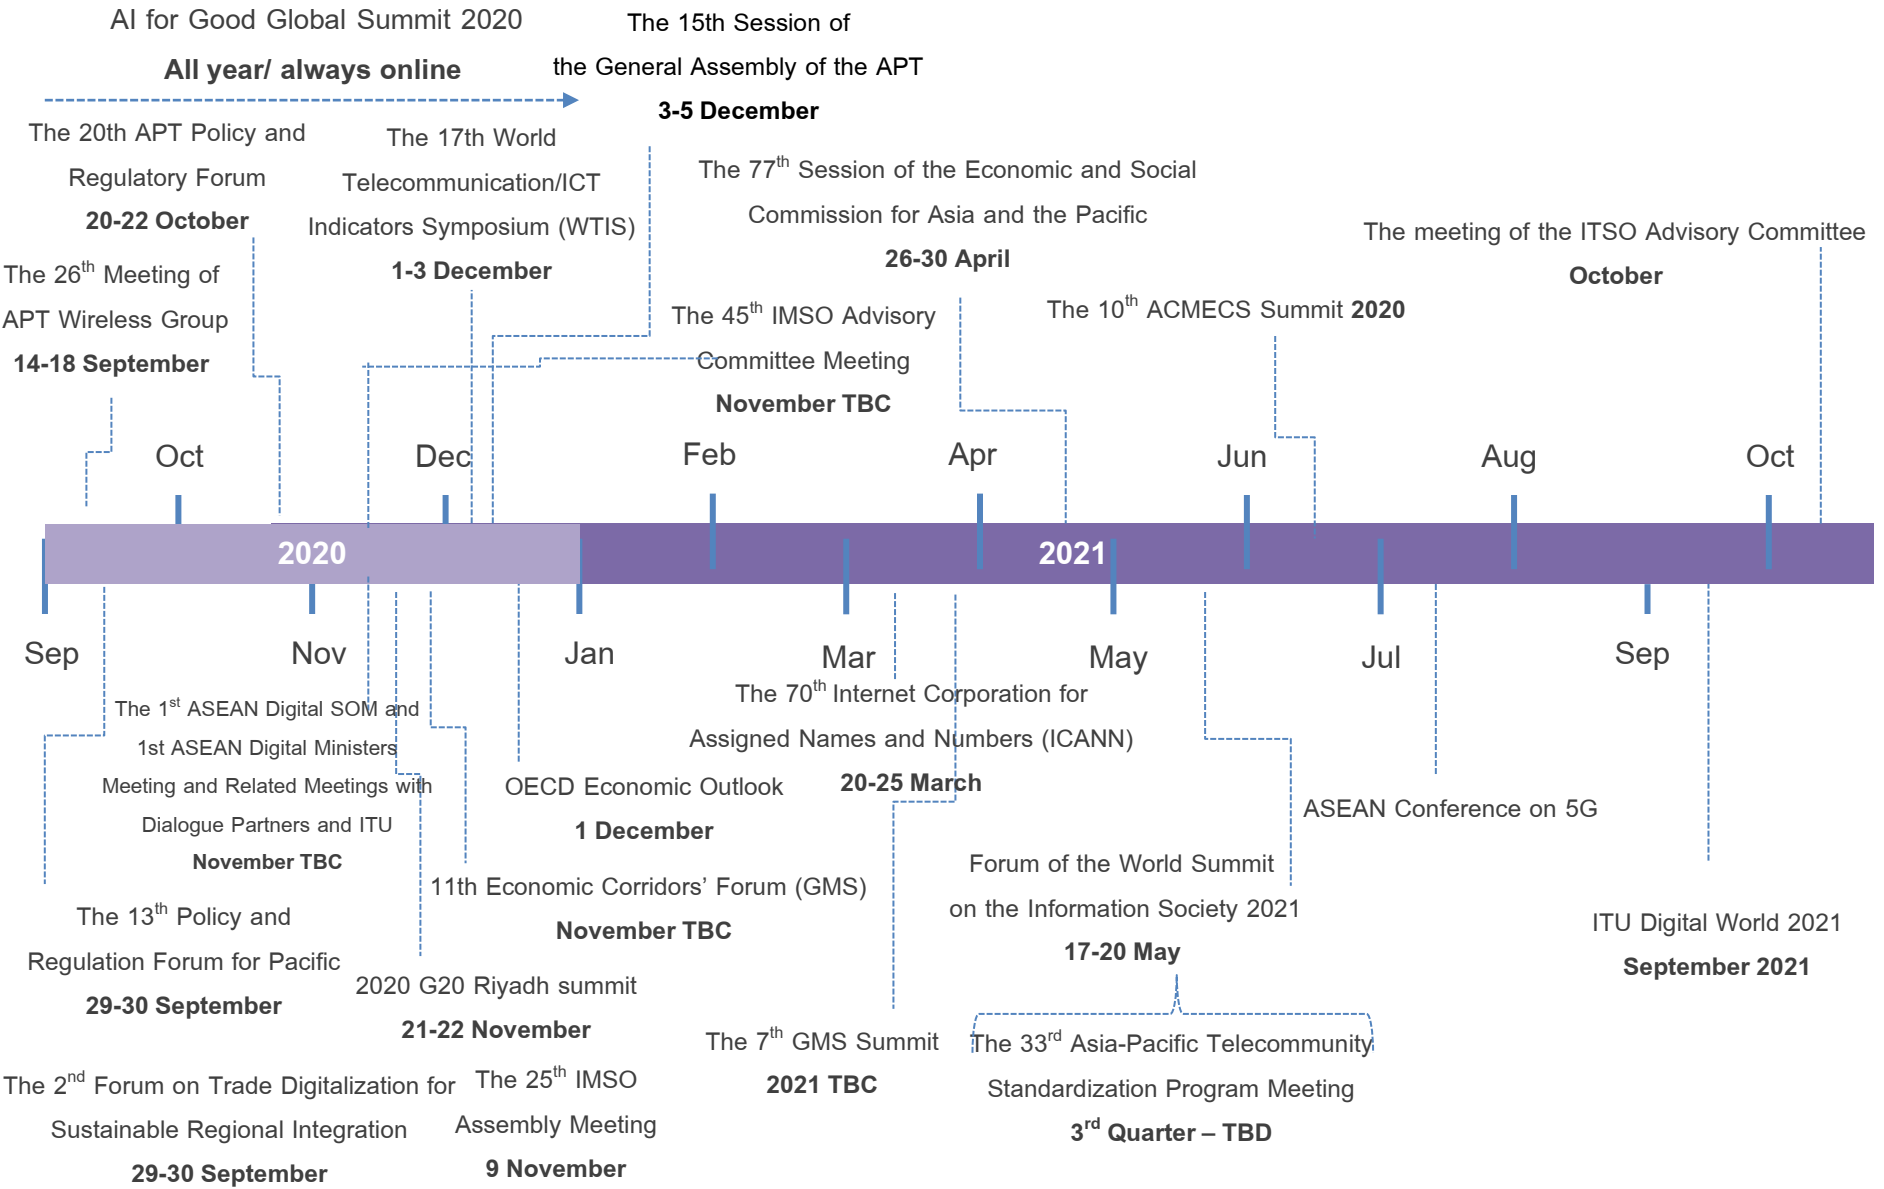 AI for Good Global Summit 2020
All year/ always online
The 15th Session of
the General Assembly of the APT
3-5 December
The 20th APT Policy and
Regulatory Forum
20-22 October
The 17th World
Telecommunication/ICT
Indicators Symposium (WTIS)
1-3 December
The 77th Session of the Economic and Social
Commission for Asia and the Pacific
26-30 April
The meeting of the ITSO Advisory Committee
October
The 26th Meeting of
APT Wireless Group
14-18 September
The 45th IMSO Advisory
Committee Meeting
November TBC
The 10th ACMECS Summit 2020
Oct
Dec
Feb
Apr
Jun
Aug
Oct
2020
2021
Sep
Nov
Jan
Mar
May
Jul
Sep
The 1st ASEAN Digital SOM and
1st ASEAN Digital Ministers
Meeting and Related Meetings with
Dialogue Partners and ITU
November TBC
The 70th Internet Corporation for
Assigned Names and Numbers (ICANN)
20-25 March
OECD Economic Outlook
1 December
ASEAN Conference on 5G
11th Economic Corridors’ Forum (GMS)
November TBC
Forum of the World Summit
on the Information Society 2021
17-20 May
The 13th Policy and
Regulation Forum for Pacific
29-30 September
ITU Digital World 2021
September 2021
2020 G20 Riyadh summit
21-22 November
The 7th GMS Summit
2021 TBC
The 33rd Asia-Pacific Telecommunity
Standardization Program Meeting
3rd Quarter – TBD
The 2nd Forum on Trade Digitalization for
Sustainable Regional Integration
29-30 September
The 25th IMSO
Assembly Meeting
9 November